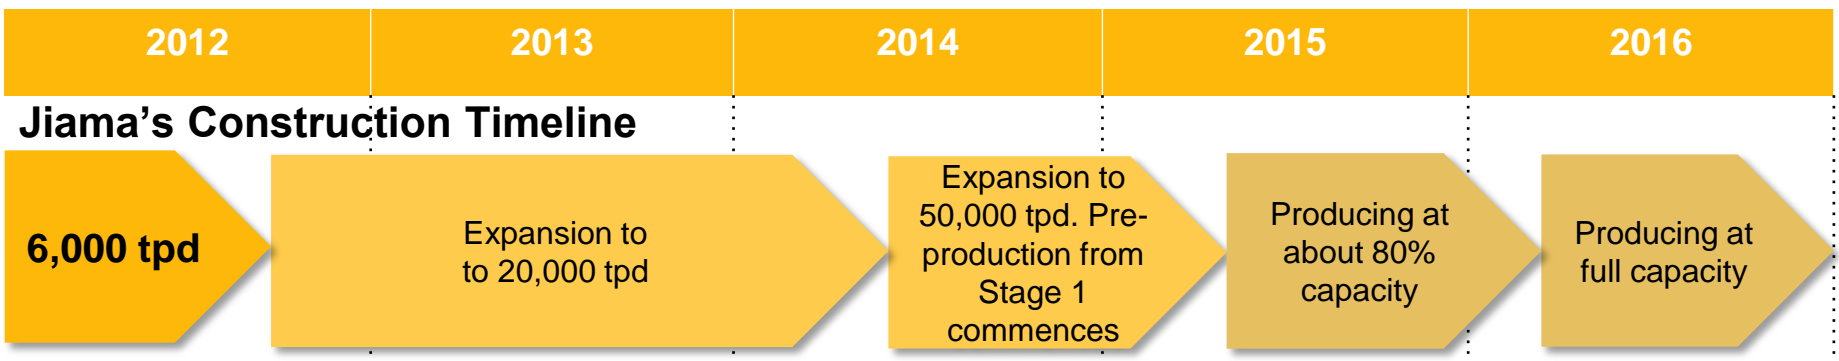 2012 2013 2014 2015 2016
Jiama's Construction Timeline
6,000 tpd
Expansion to
to 20,000 tpd
Expansion to
50,000 tpd. Pre-
production from
Stage 1
commences
Producing at
about 80%
capacity
Producing at
full capacity